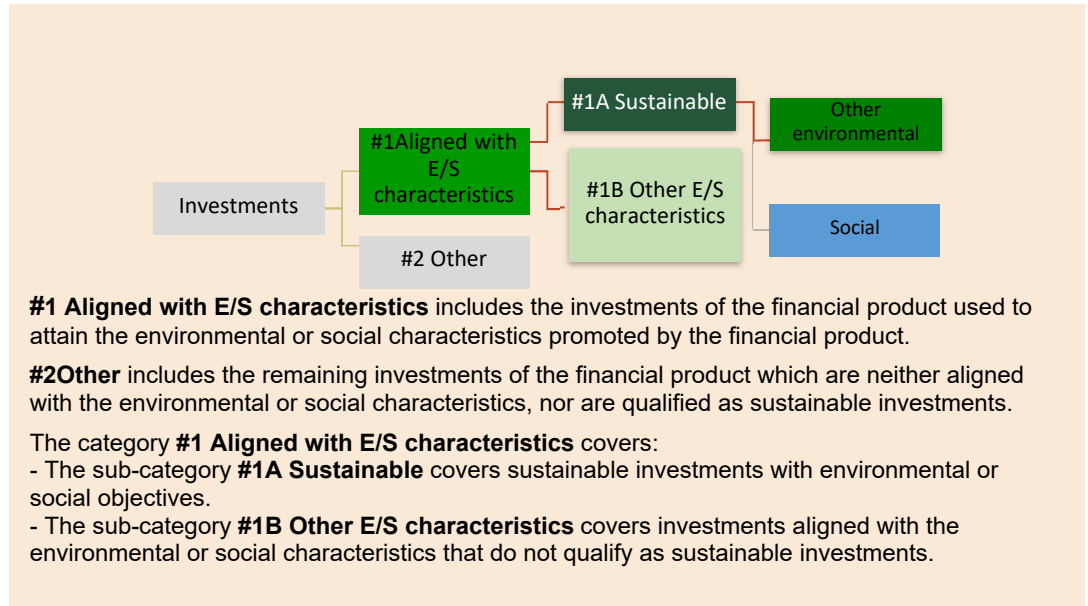 #1A Sustainable
Other
environmental
#1Aligned with
E/S
characteristics
#1B Other E/S
characteristics
Investments
Social
#2 Other
#1 Aligned with E/S characteristics includes the investments of the financial product used to
attain the environmental or social characteristics promoted by the financial product.
#2Other includes the remaining investments of the financial product which are neither aligned
with the environmental or social characteristics, nor are qualified as sustainable investments.
The category #1 Aligned with E/S characteristics covers:
- The sub-category #1A Sustainable covers sustainable investments with environmental or
social objectives.
- The sub-category #1B Other E/S characteristics covers investments aligned with the
environmental or social characteristics that do not qualify as sustainable investments.